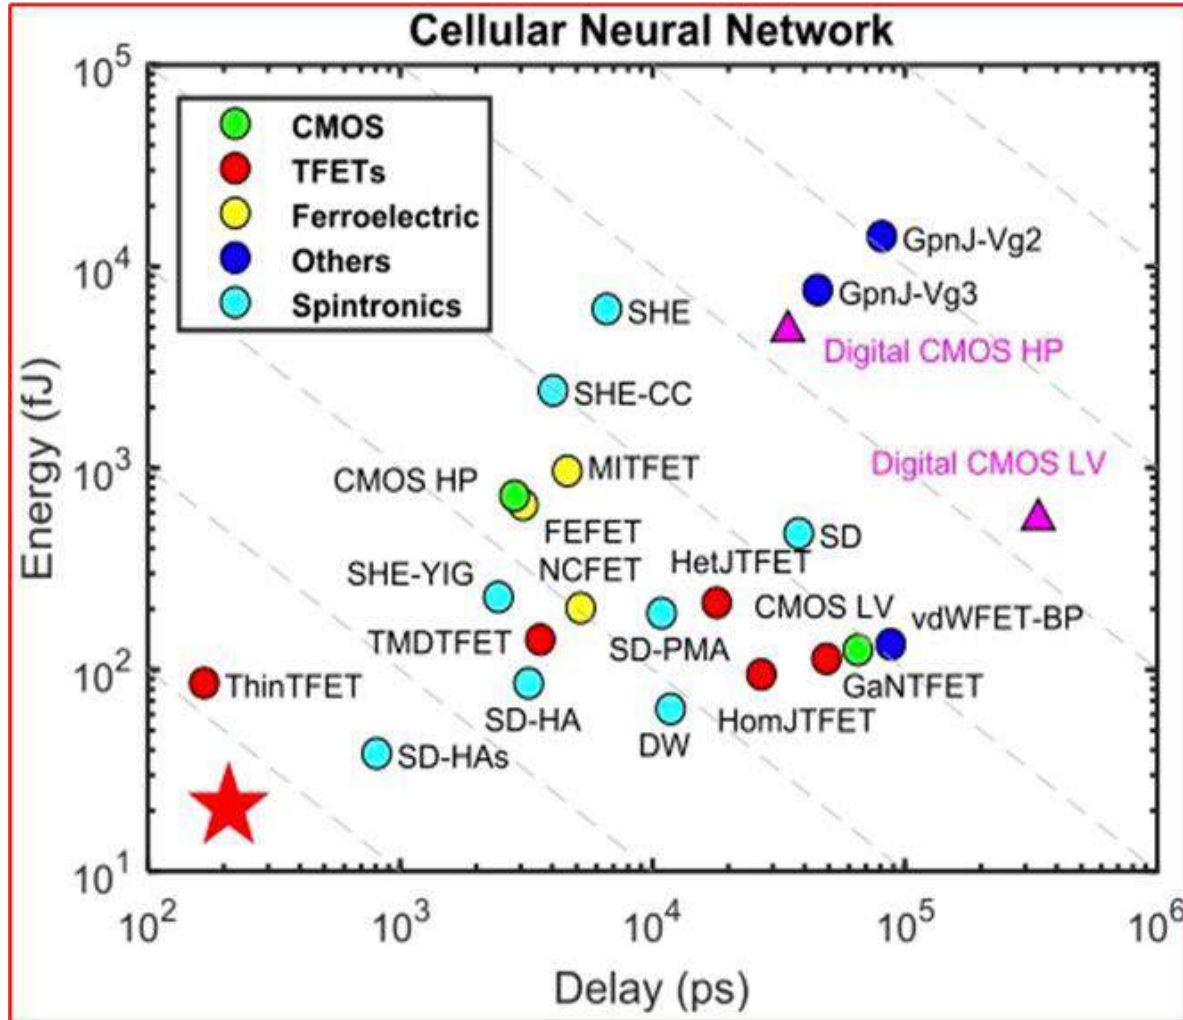 Cellular Neural Network
10^5
10^4
10^3
10^2
10^1
Energy (fJ)
CMOS
TFETs
Ferroelectric
Others
Spintronics
GpnJ-Vg2
GpnJ-Vg3
SHE
Digital CMOS HP
SHE-CC
Digital CMOS LV
MITFET
CMOS HP
FEFET
SD
HetJTFET
NCFET
SHE-YIG
CMOS LV
vdWFET-BP
TMDTFET
SD-PMA
ThinTFET
GaNTFET
SD-HA
HomJTFET
DW
SD-HAs
10^2 10^3 10^4 10^5 10^6
Delay (ps)